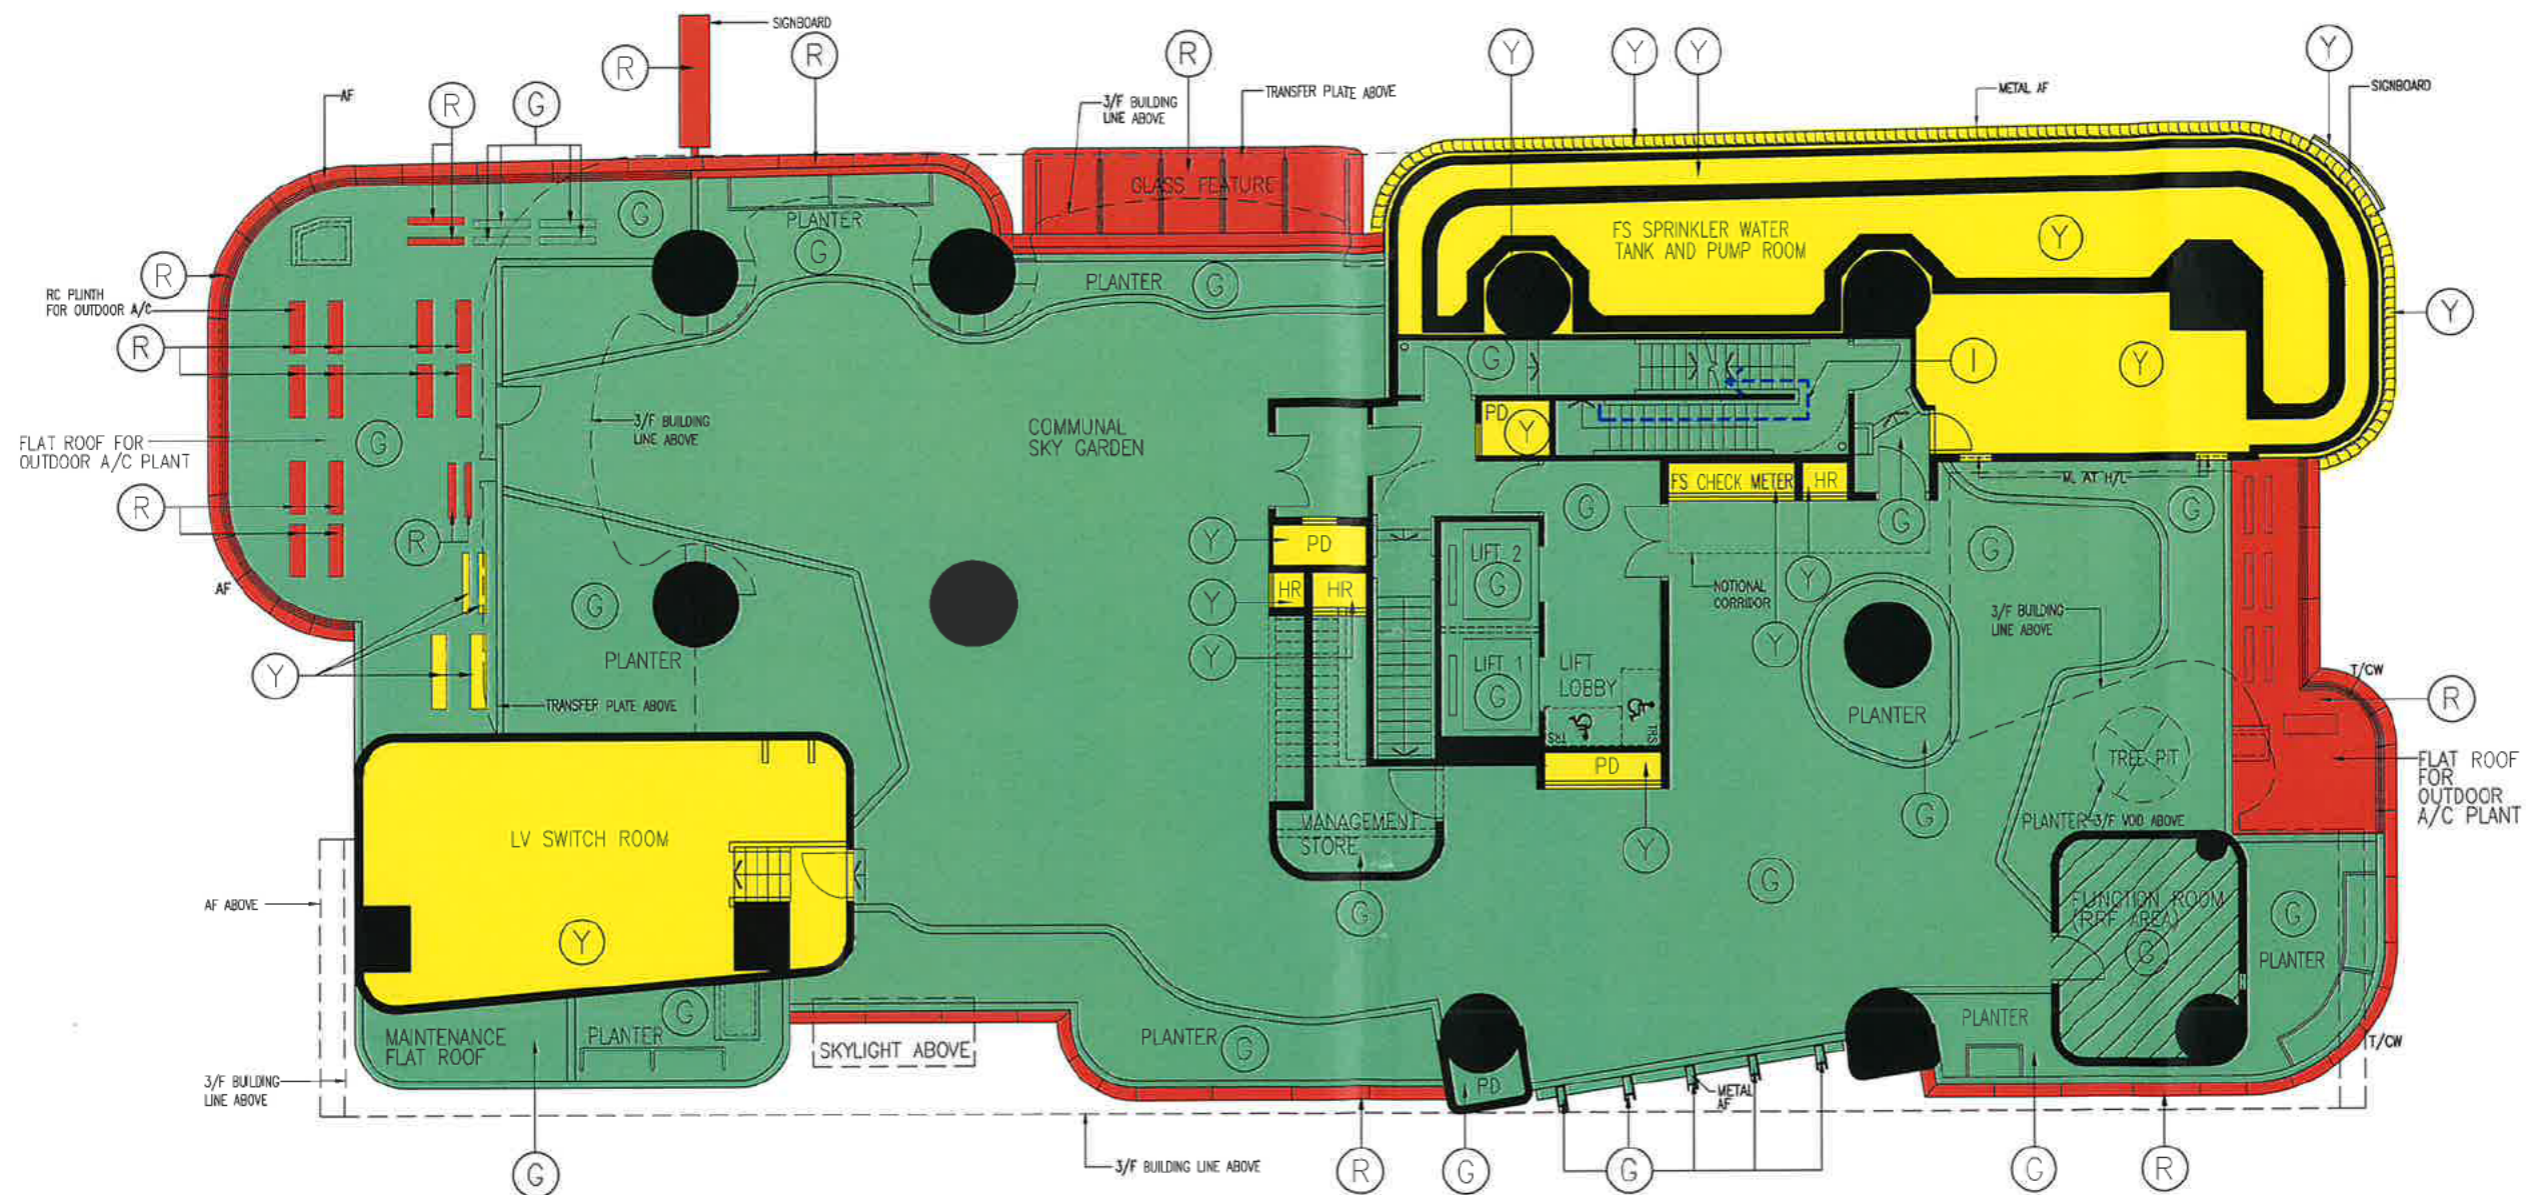 SIGNBOARD
R
R
R
Y
Y
Y
Y
AF
R
G
3/F BUILDING
LINE ABOVE
TRANSFER PLATE ABOVE
METAL AF
SIGNBOARD
GLASS FEATURE
G
PLANTER
G
FS SPRINKLER WATER
TANK AND PUMP ROOM
Y
R
RC PLINTH
FOR OUTDOOR A/C
PLANTER
G
Y
R
G
I
Y
3/F BUILDING
LINE ABOVE
COMMUNAL
SKY GARDEN
PD
Y
FLAT ROOF FOR
OUTDOOR A/C PLANT
G
R
R
FS CHECK METER
HR
ML AT H/L
G
G
G
G
Y
PD
LIFT 2
G
AF
Y
HR
HR
NOTIONAL
CORRIDOR
Y
G
Y
Y
3/F BUILDING
LINE ABOVE
PLANTER
Y
LIFT 1
G
LIFT
LOBBY
TRS
TRS
T/CW
R
TRANSFER PLATE ABOVE
PLANTER
TREE PIT
PD
FLAT ROOF
FOR
OUTDOOR
A/C PLANT
G
PLANTER
3/F VOID ABOVE
LV SWITCH ROOM
MANAGEMENT
STORE
Y
G
AF ABOVE
G
FUNCTION ROOM
(RRF AREA)
G
G
PLANTER
Y
MAINTENANCE
FLAT ROOF
PLANTER
G
SKYLIGHT ABOVE
PLANTER
G
PLANTER
T/CW
3/F BUILDING
LINE ABOVE
PD
METAL
AF
3/F BUILDING LINE ABOVE
G
R
G
G
G
R